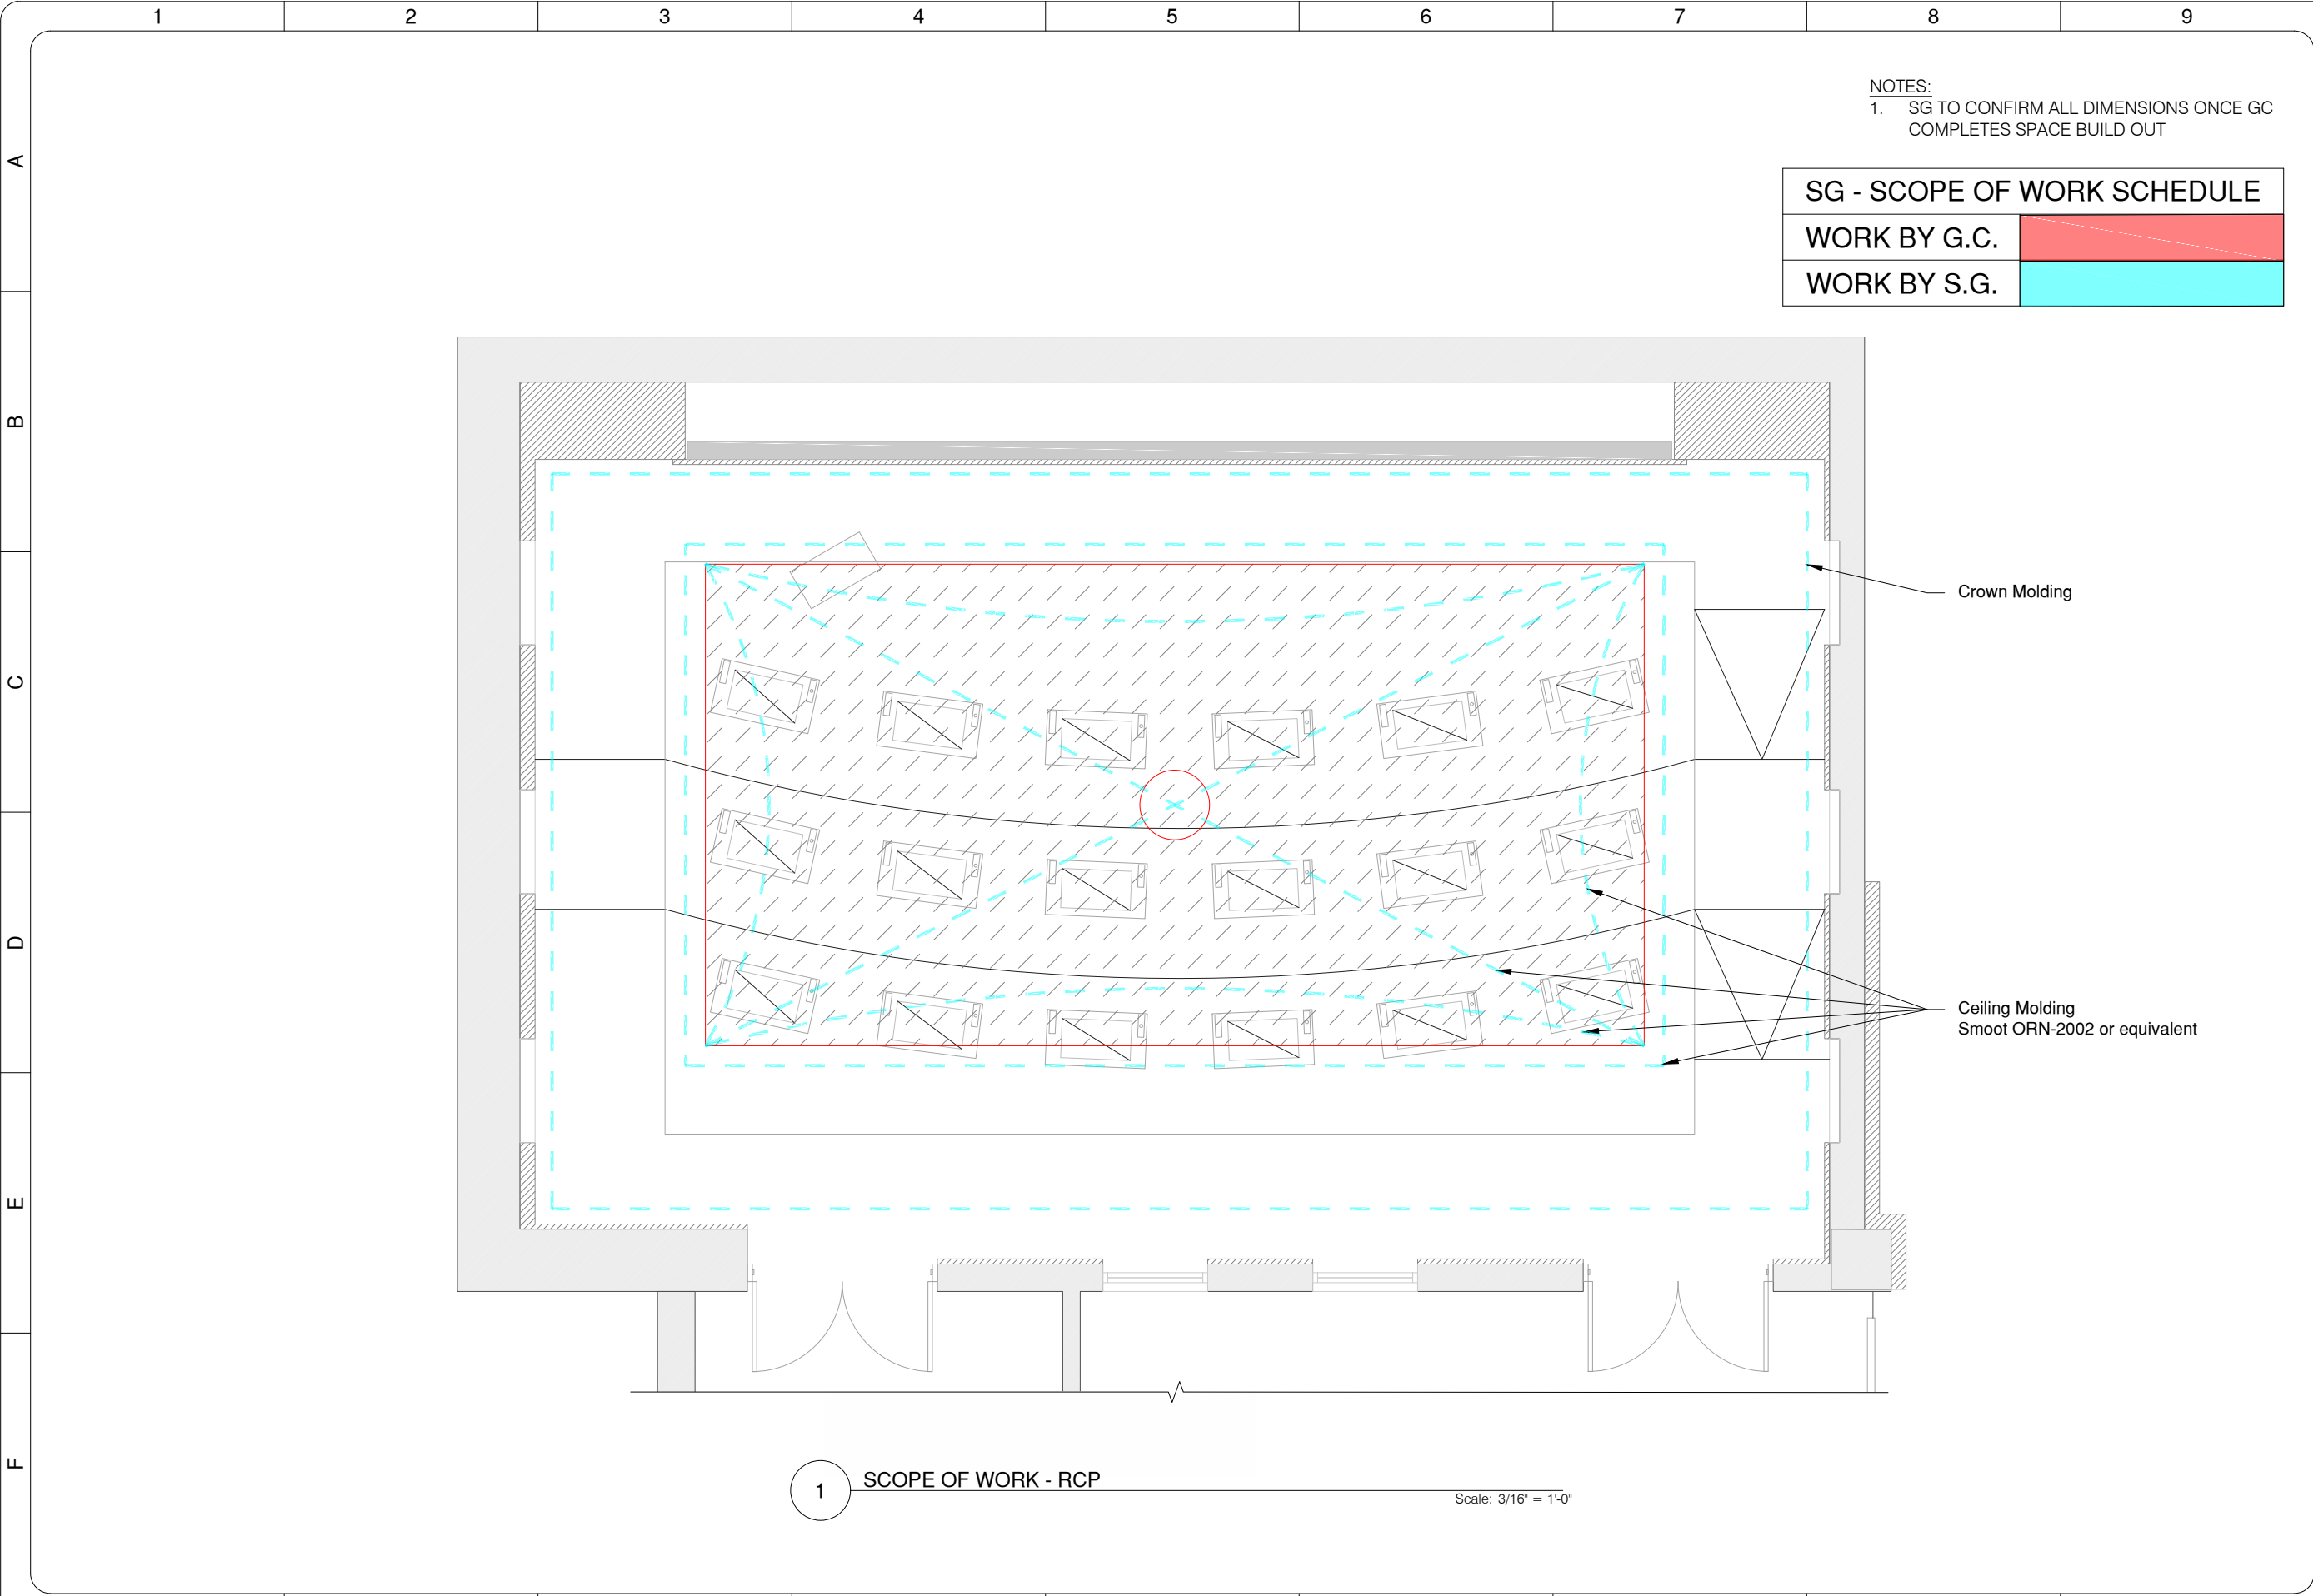 1 2 3 4 5 6 7 8 9
NOTES:
1. SG TO CONFIRM ALL DIMENSIONS ONCE GC
COMPLETES SPACE BUILD OUT
A
SG - SCOPE OF WORK SCHEDULE
WORK BY G.C.
WORK BY S.G.
B
Crown Molding
C
D
Ceiling Molding
Smoot ORN-2002 or equivalent
E
F
1 SCOPE OF WORK - RCP
Scale: 3/16" = 1'-0"